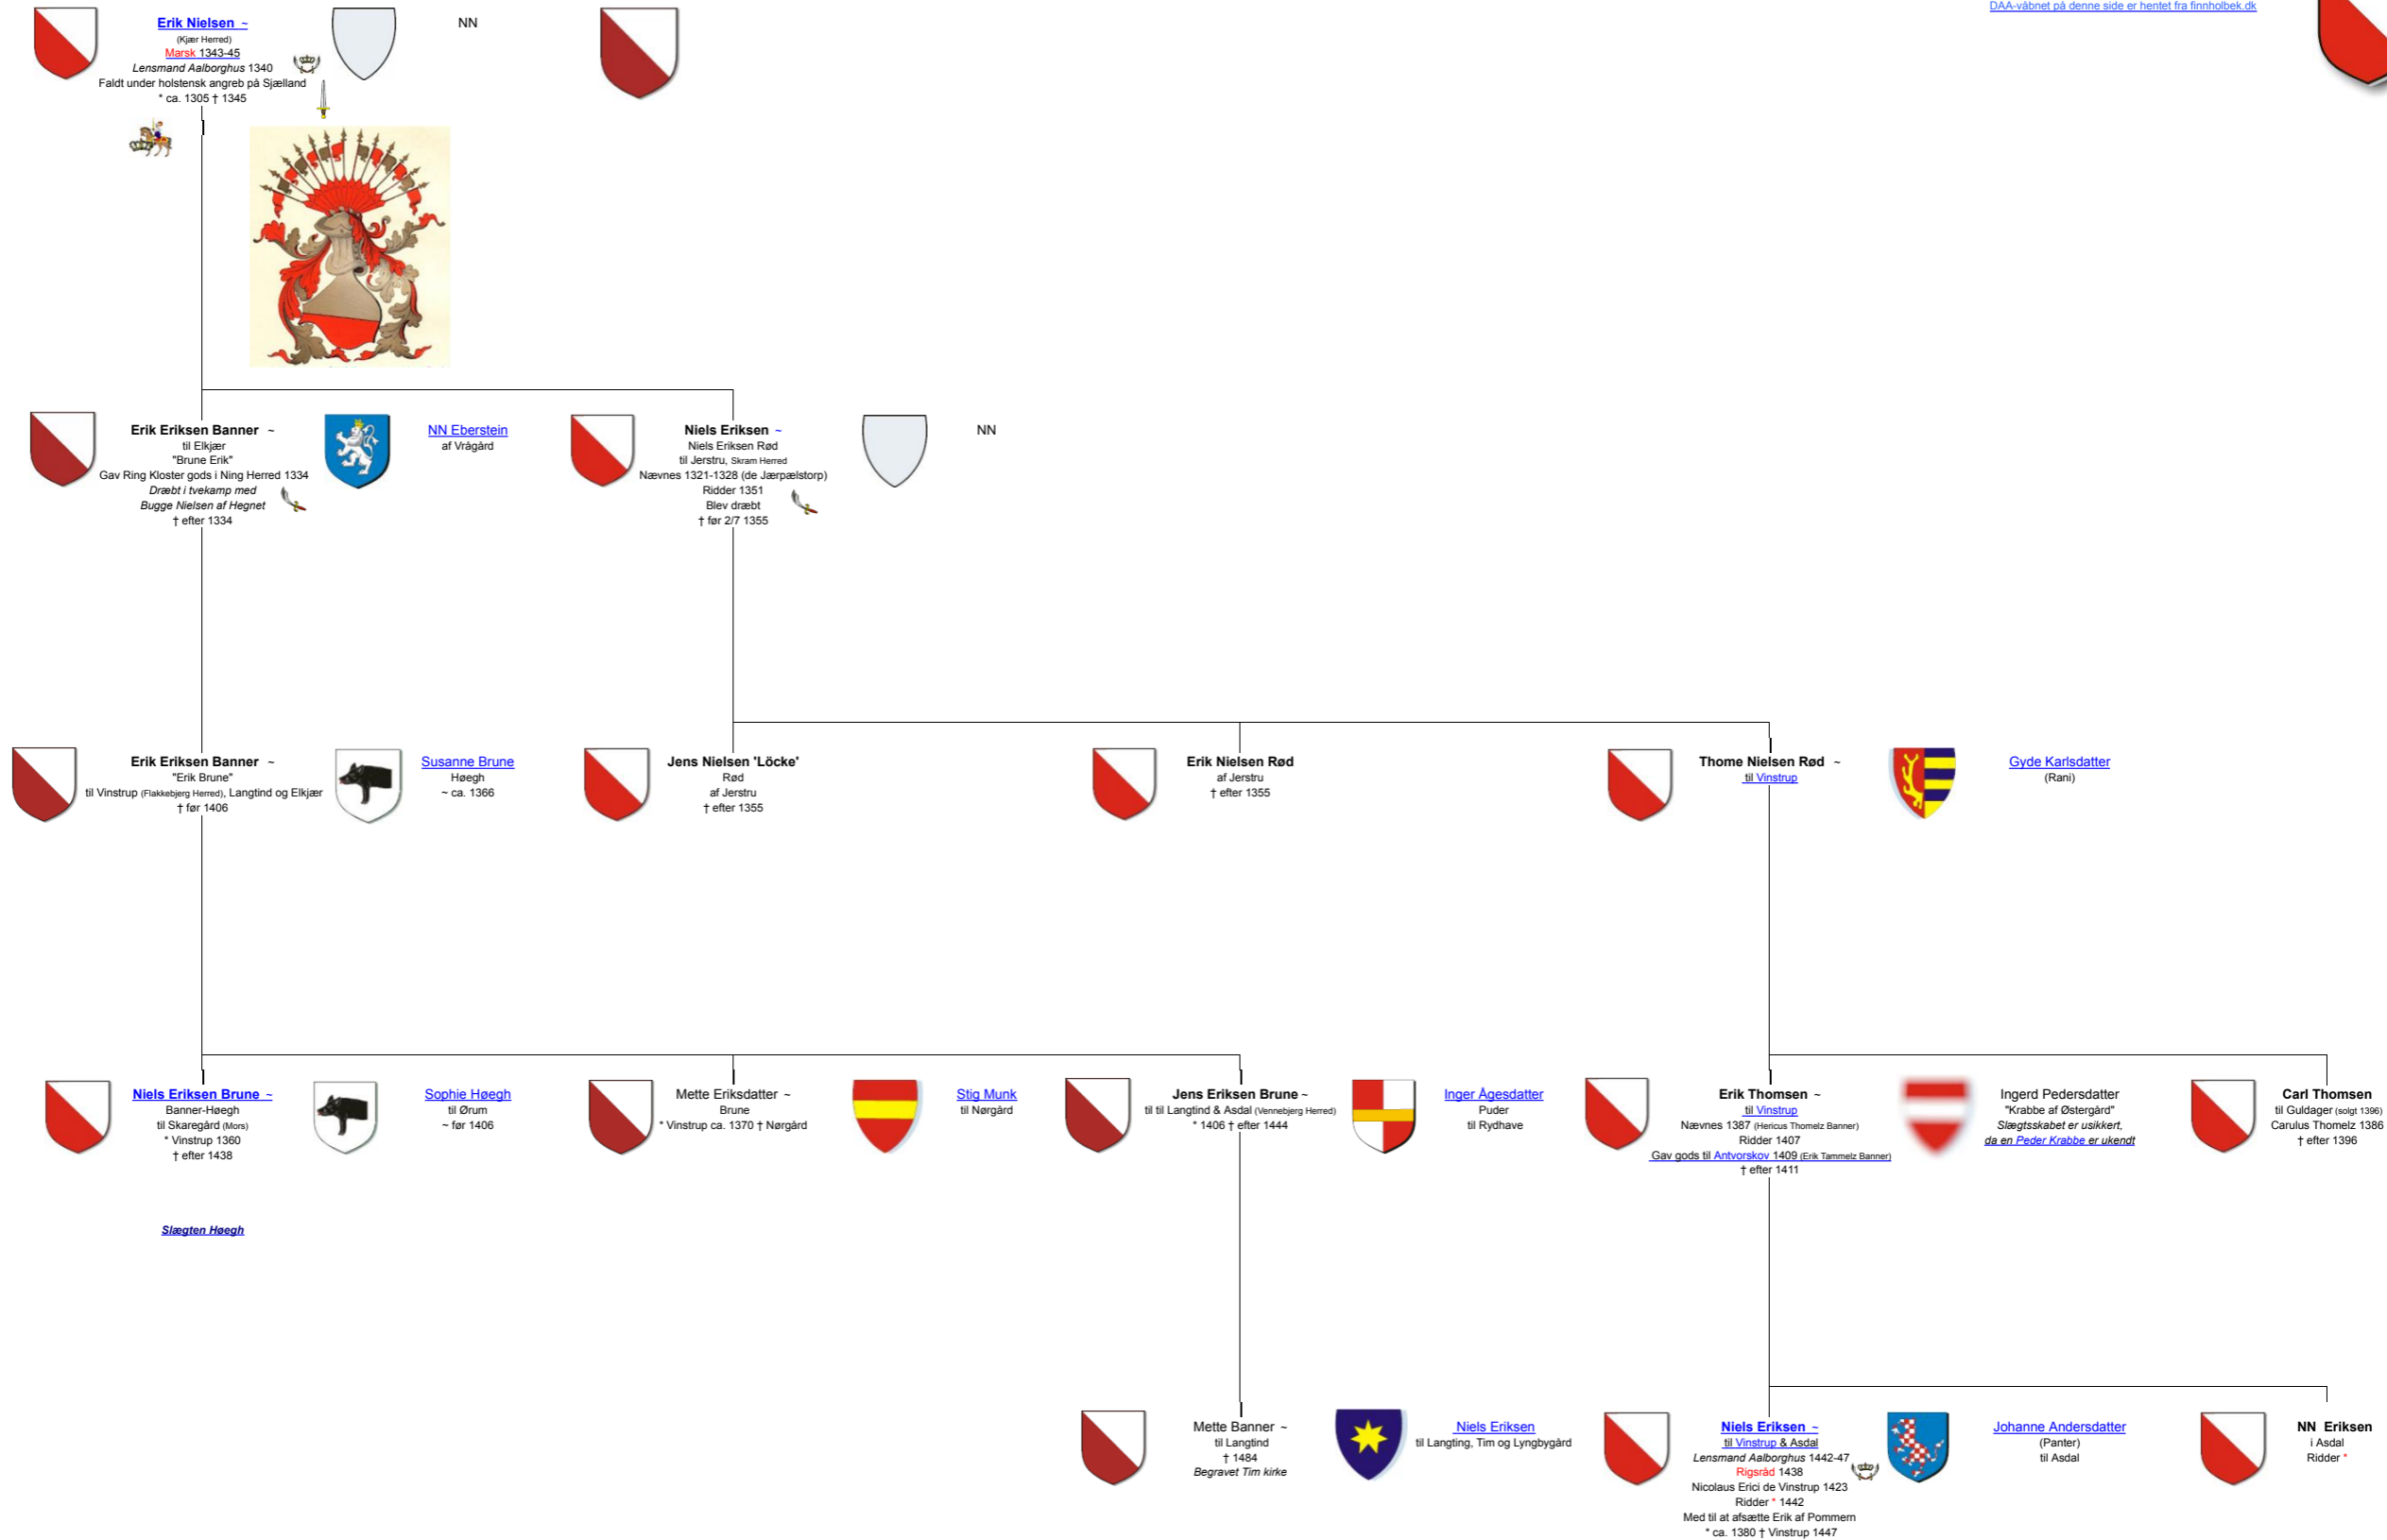 DAA-våbnet på denne side er hentet fra finnholbek.dk
Erik Nielsen ~
(Kjær Herred)
Marsk 1343-45
Lensmand Aalborghus 1340
Faldt under holstensk angreb på Sjælland
* ca. 1305 † 1345
NN
Erik Eriksen Banner ~
til Elkjær
"Brune Erik"
Gav Ring Kloster gods i Ning Herred 1334
Dræbt i tvekamp med
Bugge Nielsen af Hegnet
† efter 1334
NN Eberstein
af Vrågård
Niels Eriksen ~
Niels Eriksen Rød
til Jerstru, Skram Herred
Nævnes 1321-1328 (de Jærpælstorp)
Ridder 1351
Blev dræbt
† før 2/7 1355
NN
Erik Eriksen Banner ~
"Erik Brune"
til Vinstrup (Flakkebjerg Herred), Langtind og Elkjær
† før 1406
Susanne Brune
Høegh
~ ca. 1366
Jens Nielsen 'Löcke'
Rød
af Jerstru
† efter 1355
Erik Nielsen Rød
af Jerstru
† efter 1355
Thome Nielsen Rød ~
til Vinstrup
Gyde Karlsdatter
(Rani)
Niels Eriksen Brune ~
Banner-Høegh
til Skaregård (Mors)
* Vinstrup 1360
† efter 1438
Slægten Høegh
Sophie Høegh
til Ørum
~ før 1406
Mette Eriksdatter ~
Brune
* Vinstrup ca. 1370 † Nørgård
Stig Munk
til Nørgård
Jens Eriksen Brune ~
til til Langtind & Asdal (Vennebjerg Herred)
* 1406 † efter 1444
Inger Ågesdatter
Puder
til Rydhave
Erik Thomsen ~
til Vinstrup
Nævnes 1387 (Hericus Thomelz Banner)
Ridder 1407
Gav gods til Antvorskov 1409 (Erik Tammelz Banner)
† efter 1411
Ingerd Pedersdatter
"Krabbe af Østergård"
Slægtsskabet er usikkert,
da en Peder Krabbe er ukendt
Carl Thomsen
til Guldager (solgt 1396)
Carulus Thomelz 1386
† efter 1396
Mette Banner ~
til Langtind
† 1484
Begravet Tim kirke
Niels Eriksen
til Langting, Tim og Lyngbygård
Niels Eriksen ~
til Vinstrup & Asdal
Lensmand Aalborghus 1442-47
Rigsråd 1438
Nicolaus Erici de Vinstrup 1423
Ridder * 1442
Med til at afsætte Erik af Pommern
* ca. 1380 † Vinstrup 1447
Johanne Andersdatter
(Panter)
til Asdal
NN Eriksen
i Asdal
Ridder *